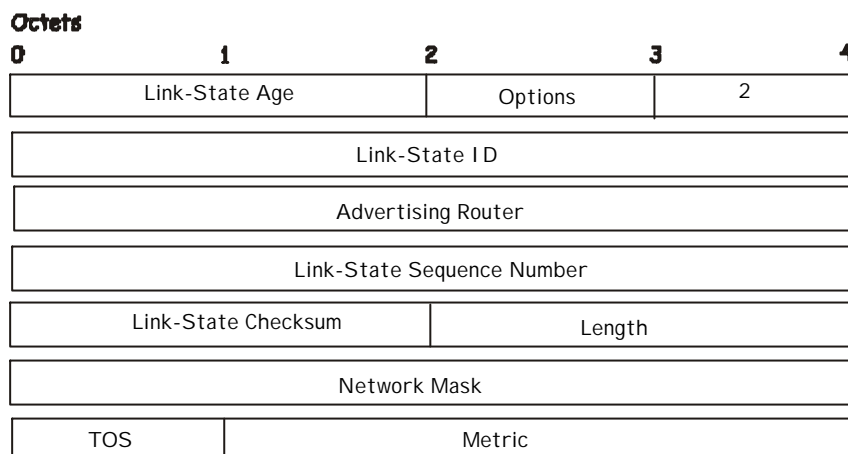 Octets
0 1 2 3 4
Link-State Age Options 2
Link-State ID
Advertising Router
Link-State Sequence Number
Link-State Checksum Length
Network Mask
TOS Metric